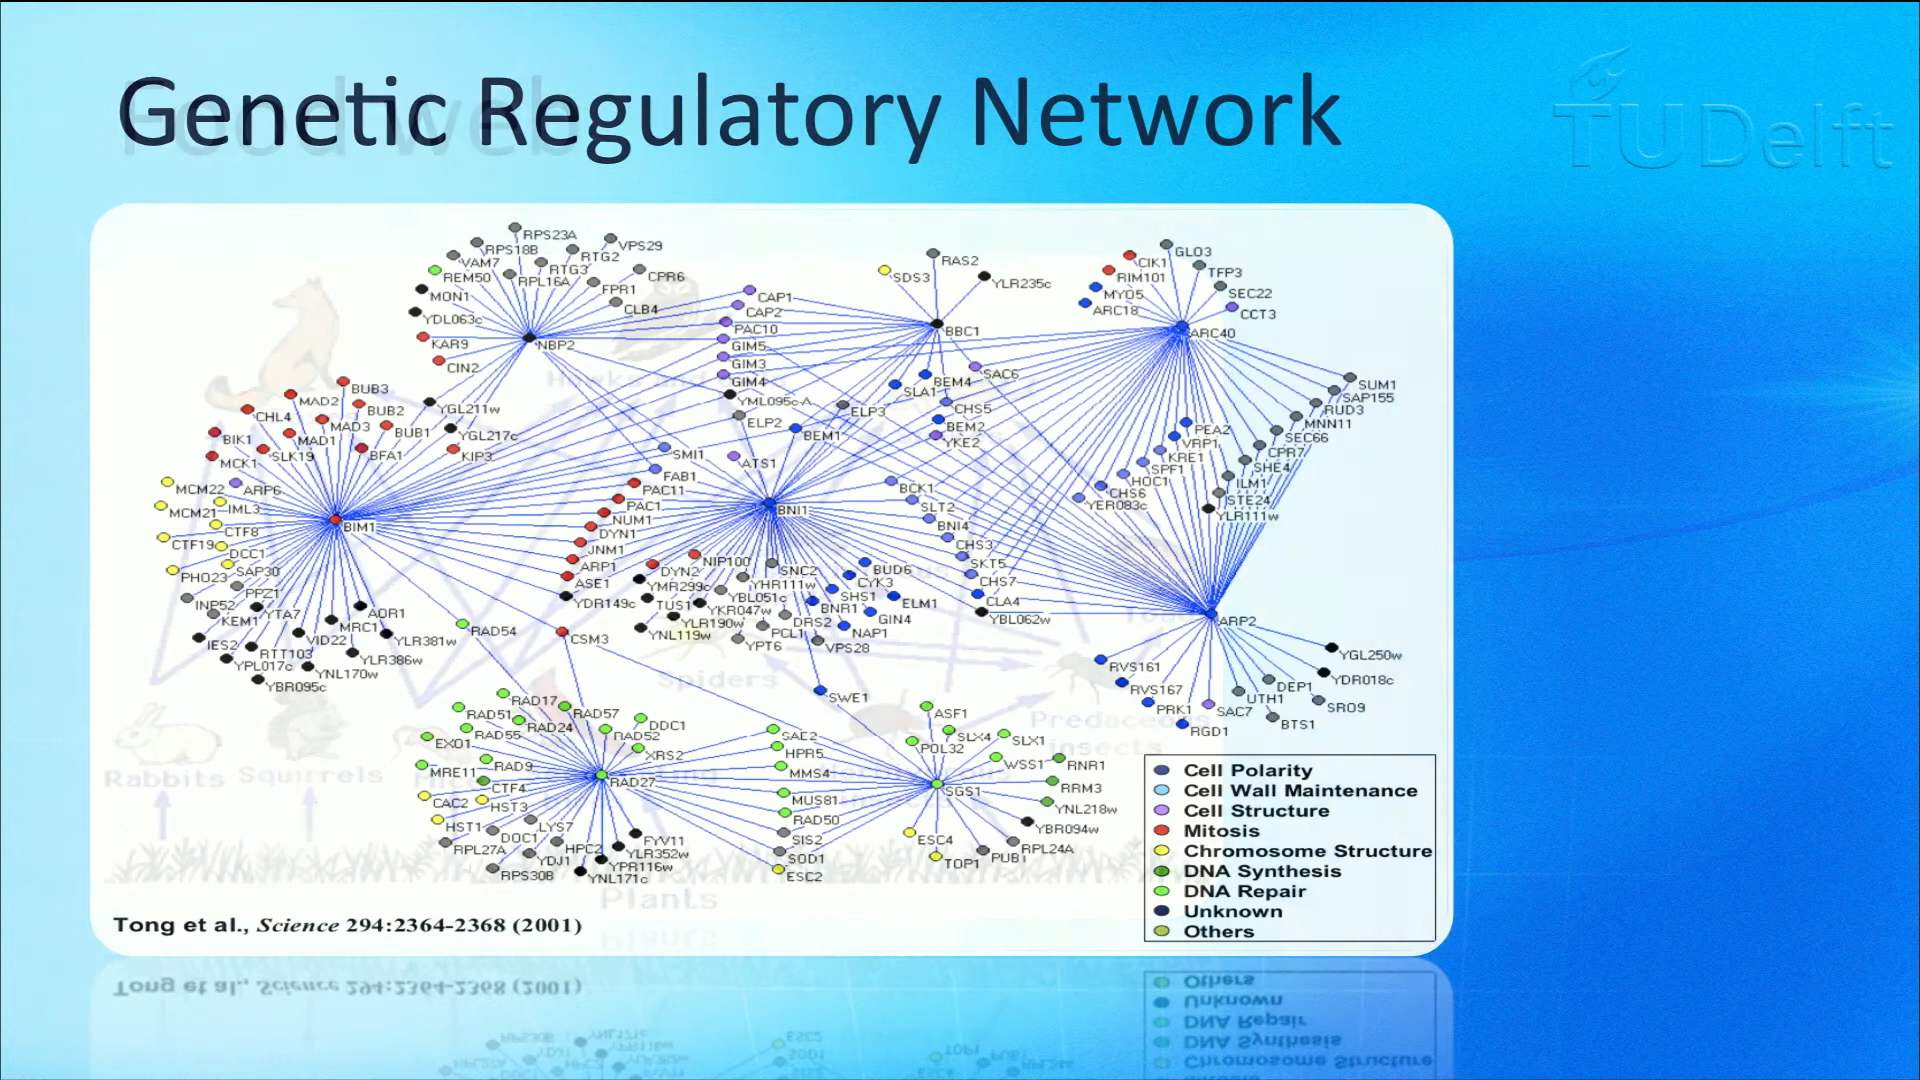 Genetic Regulatory Network
Food web
TU Delft
RPS23A
RPS18B
VPS29
VAM7
RTG2
REM50
RTG3
RPL16A
CPR6
MON1
FPR1
YDL063c
CLB4
KAR9
NBP2
CIN2
CAP1
CAP2
PAC10
GIM5
GIM3
GIM4
YML095c-A
ELP2
SDS3
RAS2
YLR235c
BBC1
CIK1
GLO3
RIM101
TFP3
MYO5
SEC22
ARC18
CCT3
ARC40
SAC6
BEM4
SLA1
CHS5
ELP3
BEM2
BEM1
YKE2
SUM1
SAP155
RUD3
MNN11
SEC66
CPR7
SHE4
ILM1
STE24
YLR111w
PEA2
VRP1
KRE1
SPF1
HOC1
CHS6
YER083c
BUB3
MAD2
BUB2
CHL4
MAD3
BUB1
BIK1
MAD1
SLK19
BFA1
MCK1
YGL211w
YGL217c
KIP3
MCM22
ARP6
MCM21
IML3
CTF8
CTF19
DCC1
PHO23
SAP30
PPZ1
INP52
KEM1
YTA7
AOR1
MRC1
IES2
VID22
YLR381w
RTT103
YLR386w
YPL017c
YNL170w
YBR095c
BIM1
SMI1
FAB1
PAC11
PAC1
NUM1
DYN1
JNM1
ARP1
ASE1
YDR149c
ATS1
BNI1
BCK1
SLT2
BNI4
CHS3
SKT5
CHS7
CLA4
YBL062w
DYN2
NIP100
SNC2
BUD6
YMR299c
YHR111w
CYK3
YBL051c
SHS1
TUS1
YKR047w
BNR1
ELM1
YLR190w
DRS2
GIN4
YNL119w
PCL1
NAP1
YPT6
VPS28
RAD54
CSM3
SWE1
ARP2
YGL250w
RVS161
YDR018c
RVS167
DEP1
UTH1
PRK1
SAC7
SRO9
BTS1
RGD1
RAD17
RAD51
RAD57
RAD24
DDC1
RAD55
RAD52
EXO1
XRS2
MRE11
RAD9
RAD27
CTF4
CAC2
HST3
HST1
LYS7
DOC1
FYV11
RPL27A
HPC2
YLR352w
YDJ1
YPR116w
RPS30B
YNL171c
SAE2
HPR5
MMS4
MUS81
RAD50
SIS2
SOD1
ESC2
ASF1
SLX4
POL32
SLX1
WSS1
RNR1
SGS1
RRM3
YNL218w
YBR094w
ESC4
RPL24A
TOP1
PUB1
Spiders
Predaceous
insects
Rabbits
Squirrels
Plants
Cell Polarity
Cell Wall Maintenance
Cell Structure
Mitosis
Chromosome Structure
DNA Synthesis
DNA Repair
Unknown
Others
Tong et al., Science 294:2364-2368 (2001)